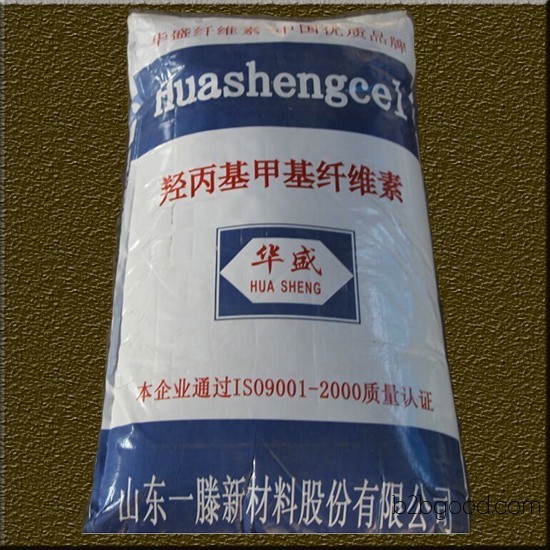 华盛纤维素 中国优质品牌
Huashengcel
羟丙基甲基纤维素
华盛
HUA SHENG
本企业通过ISO9001-2000质量认证
山东一滕新材料股份有限公司
b2bgood.com